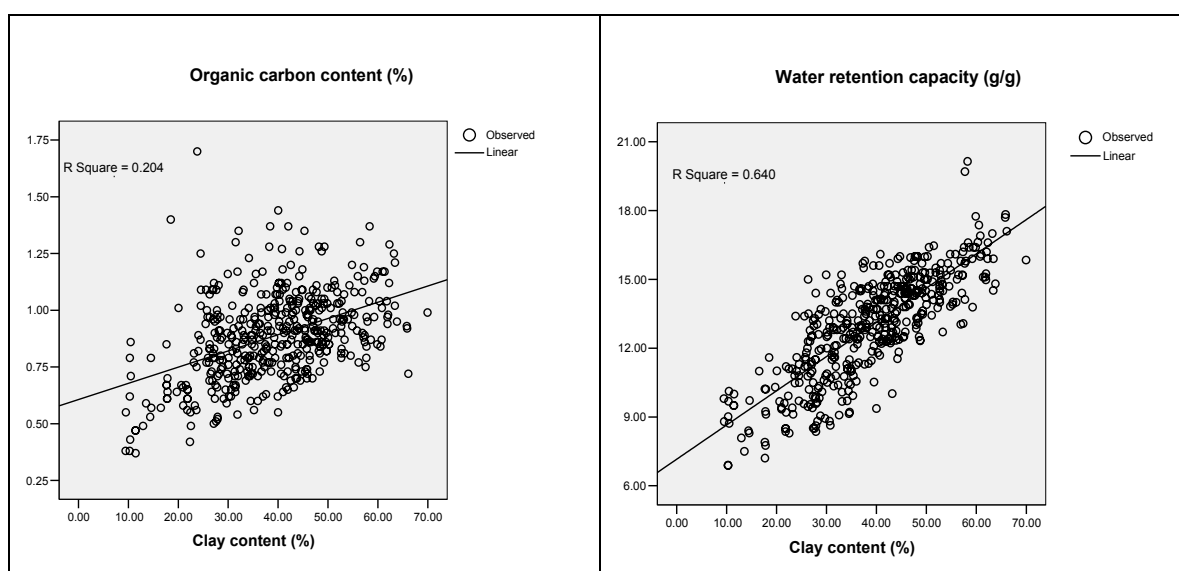 Organic carbon content (%)
1.75
1.50
1.25
1.00
0.75
0.50
0.25
R Square = 0.204
Observed
Linear
0.00 10.00 20.00 30.00 40.00 50.00 60.00 70.00
Clay content (%)
Water retention capacity (g/g)
21.00
18.00
15.00
12.00
9.00
6.00
R Square = 0.640
Observed
Linear
0.00 10.00 20.00 30.00 40.00 50.00 60.00 70.00
Clay content (%)